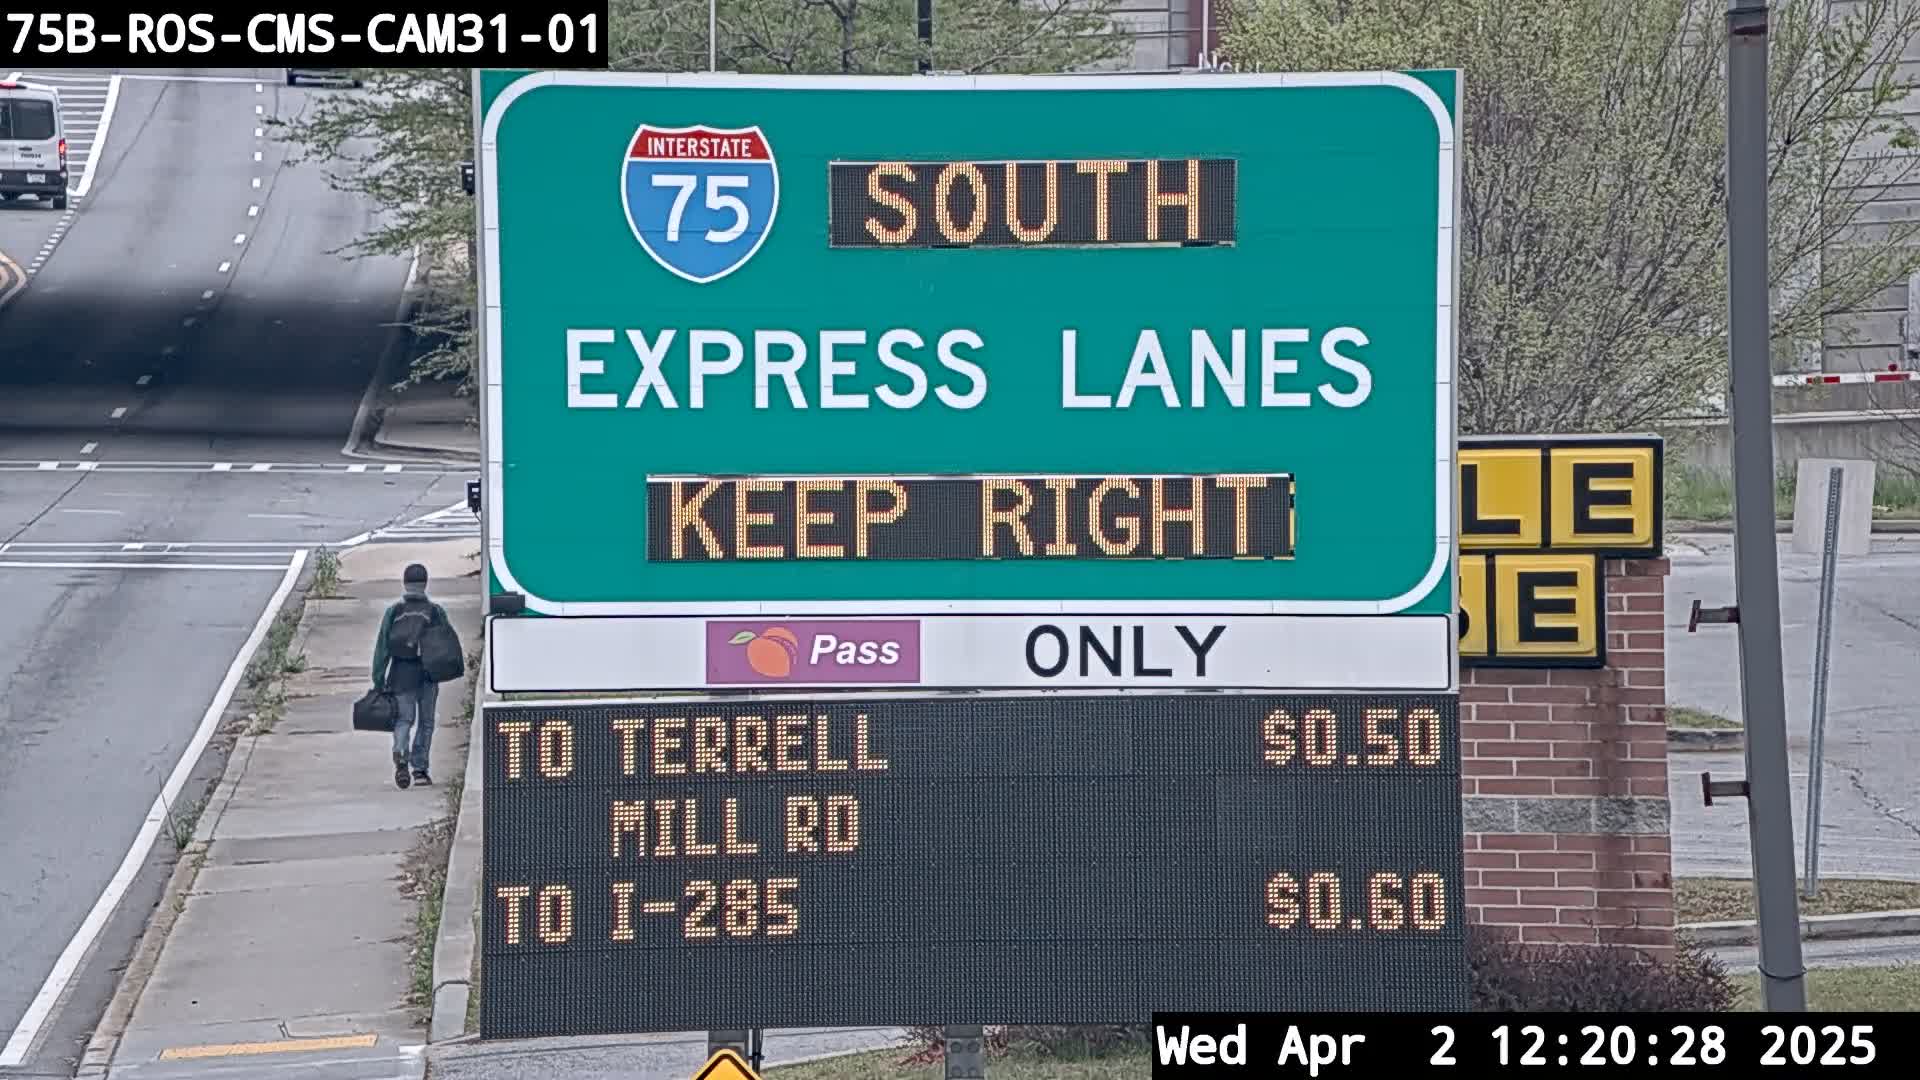 75B-ROS-CMS-CAM31-01
INTERSTATE
75
SOUTH
EXPRESS LANES
KEEP RIGHT
Pass ONLY
TO TERRELL $0.50
MILL RD
TO I-285 $0.60
LE
E
Wed Apr 2 12:20:28 2025